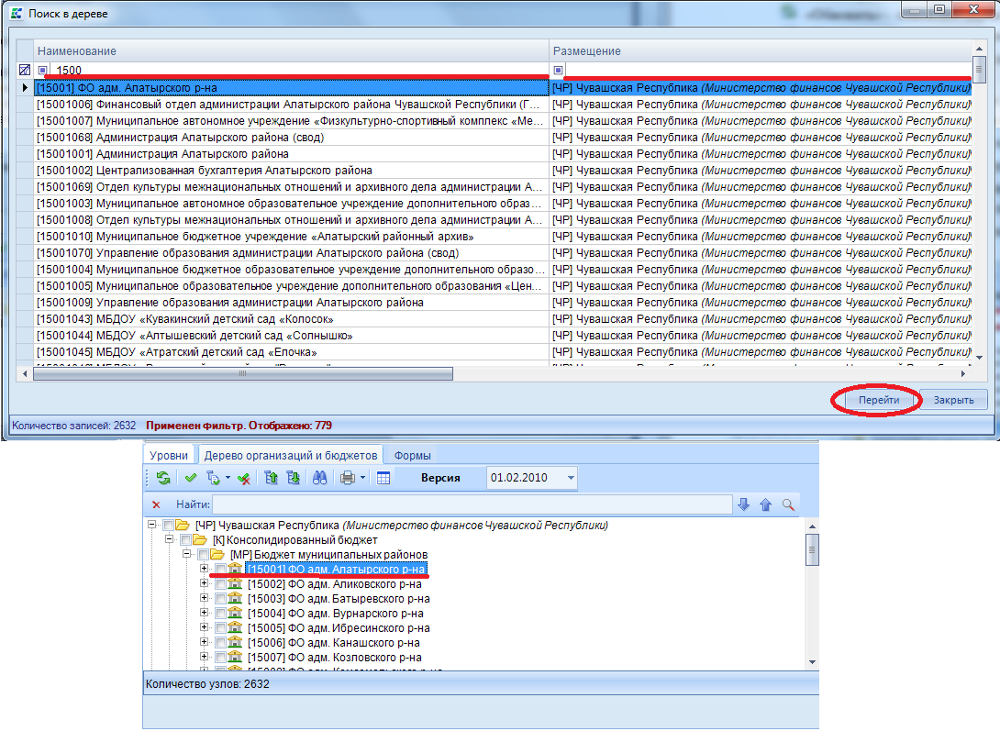 Поиск в дереве
Наименование Размещение
1500
[15001] ФО адм. Алатырского р-на [ЧР] Чувашская Республика (Министерство финансов Чувашской Республики)\
[15001006] Финансовый отдел администрации Алатырского района Чувашской Республики (Г... [ЧР] Чувашская Республика (Министерство финансов Чувашской Республики)\
[15001007] Муниципальное автономное учреждение «Физкультурно-спортивный комплекс «Ме... [ЧР] Чувашская Республика (Министерство финансов Чувашской Республики)\
[15001068] Администрация Алатырского района (свод) [ЧР] Чувашская Республика (Министерство финансов Чувашской Республики)\
[15001001] Администрация Алатырского района [ЧР] Чувашская Республика (Министерство финансов Чувашской Республики)\
[15001002] Централизованная бухгалтерия Алатырского района [ЧР] Чувашская Республика (Министерство финансов Чувашской Республики)\
[15001069] Отдел культуры межнациональных отношений и архивного дела администрации А... [ЧР] Чувашская Республика (Министерство финансов Чувашской Республики)\
[15001003] Муниципальное автономное образовательное учреждение дополнительного образ... [ЧР] Чувашская Республика (Министерство финансов Чувашской Республики)\
[15001008] Отдел культуры межнациональных отношений и архивного дела администрации А... [ЧР] Чувашская Республика (Министерство финансов Чувашской Республики)\
[15001010] Муниципальное бюджетное учреждение «Алатырский районный архив» [ЧР] Чувашская Республика (Министерство финансов Чувашской Республики)\
[15001070] Управление образования администрации Алатырского района (свод) [ЧР] Чувашская Республика (Министерство финансов Чувашской Республики)\
[15001004] Муниципальное бюджетное образовательное учреждение дополнительного образо... [ЧР] Чувашская Республика (Министерство финансов Чувашской Республики)\
[15001005] Муниципальное образовательное учреждение дополнительного образования «Цен... [ЧР] Чувашская Республика (Министерство финансов Чувашской Республики)\
[15001009] Управление образования администрации Алатырского района [ЧР] Чувашская Республика (Министерство финансов Чувашской Республики)\
[15001043] МБДОУ «Кувакинский детский сад «Колосок» [ЧР] Чувашская Республика (Министерство финансов Чувашской Республики)\
[15001044] МБДОУ «Алтышевский детский сад «Солнышко» [ЧР] Чувашская Республика (Министерство финансов Чувашской Республики)\
[15001045] МБДОУ «Атратский детский сад «Елочка» [ЧР] Чувашская Республика (Министерство финансов Чувашской Республики)\
Перейти Закрыть
Количество записей: 2632 Применен фильтр. Отображено: 779
Уровни Дерево организаций и бюджетов Формы
Версия 01.02.2010
Найти:
[ЧР] Чувашская Республика (Министерство финансов Чувашской Республики)
[К] Консолидированный бюджет
[МР] Бюджет муниципальных районов
[15001] ФО адм. Алатырского р-на
[15002] ФО адм. Аликовского р-на
[15003] ФО адм. Батыревского р-на
[15004] ФО адм. Вурнарского р-на
[15005] ФО адм. Ибресинского р-на
[15006] ФО адм. Канашского р-на
[15007] ФО адм. Козловского р-на
Количество узлов: 2632